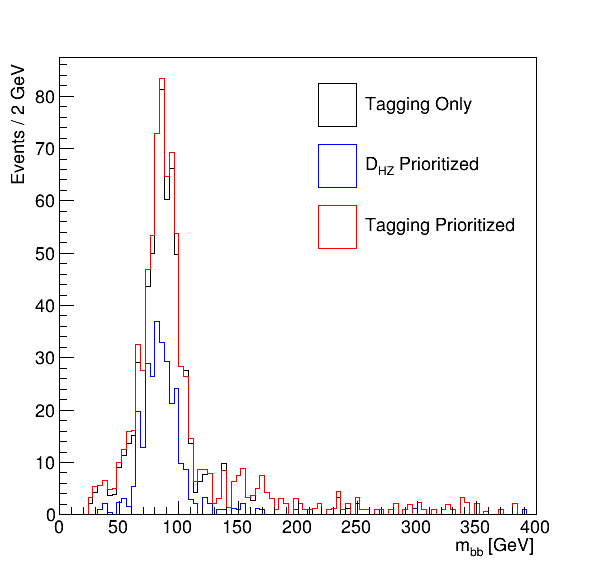 Events / 2 GeV
80
70
60
50
40
30
20
10
0
Tagging Only
D_HZ Prioritized
Tagging Prioritized
0 50 100 150 200 250 300 350 400
m_bb [GeV]